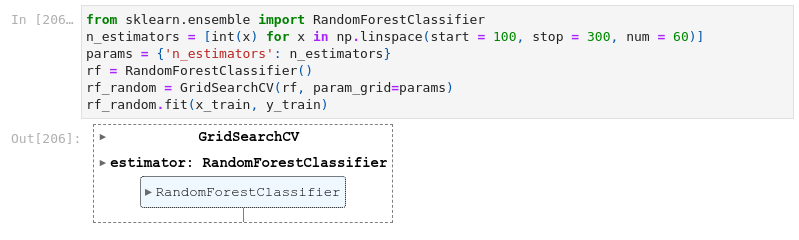 In [206…
from sklearn.ensemble import RandomForestClassifier
n_estimators = [int(x) for x in np.linspace(start = 100, stop = 300, num = 60)]
params = {'n_estimators': n_estimators}
rf = RandomForestClassifier()
rf_random = GridSearchCV(rf, param_grid=params)
rf_random.fit(x_train, y_train)
Out[206]:
▸ GridSearchCV
▸ estimator: RandomForestClassifier
▸ RandomForestClassifier